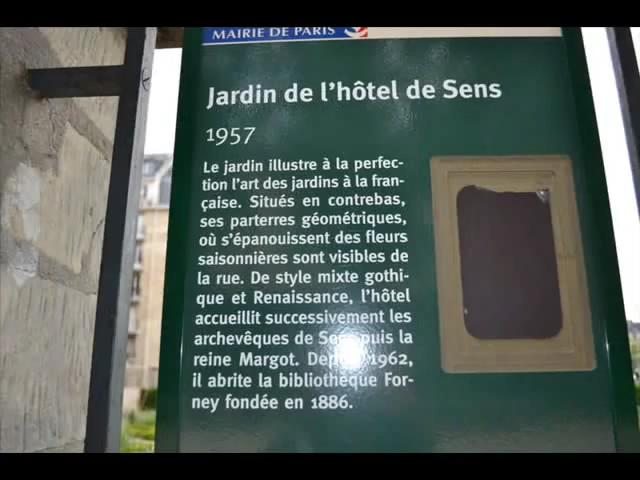 MAIRIE DE PARIS
Jardin de l'hôtel de Sens
1957
Le jardin illustre à la perfec-
tion l'art des jardins à la fran-
çaise. Situés en contrebas,
ses parterres géométriques,
où s'épanouissent des fleurs
saisonnières sont visibles de
la rue. De style mixte gothi-
que et Renaissance, l'hôtel
accueillit successivement les
archevêques de Sens puis la
reine Margot. Depuis 1962,
il abrite la bibliothèque For-
ney fondée en 1886.